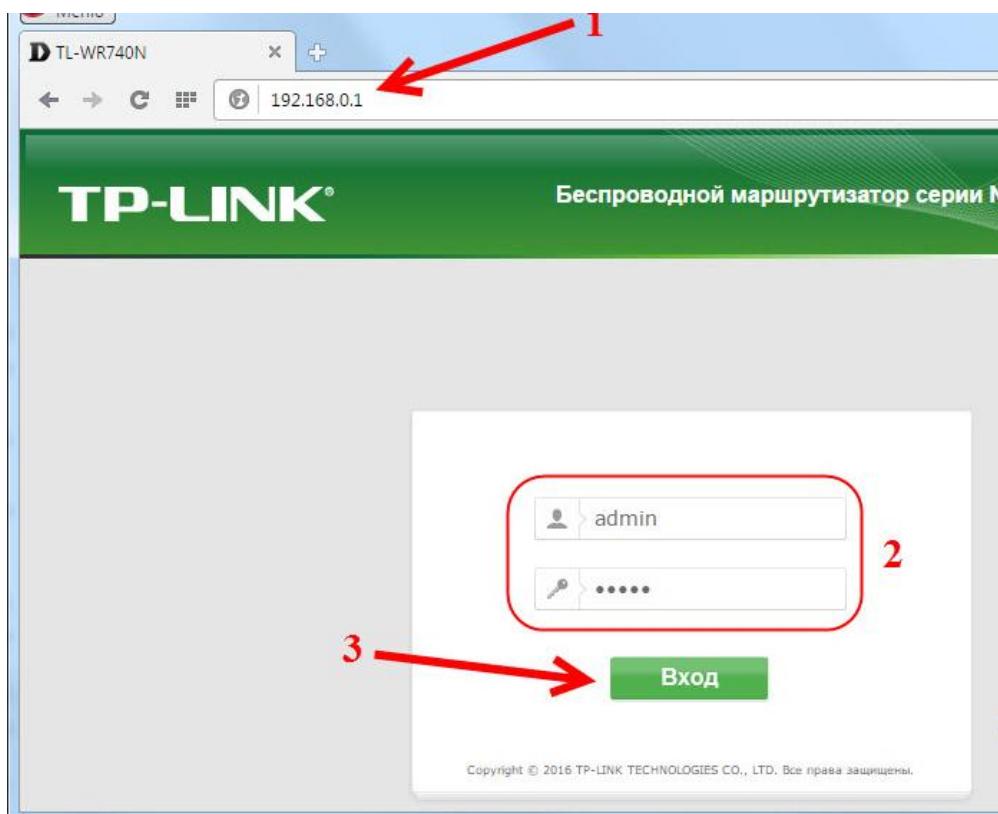 1
TL-WR740N
192.168.0.1
TP-LINK®
Беспроводной маршрутизатор серии
admin
•••••
2
3
Вход
Copyright © 2016 TP-LINK TECHNOLOGIES CO., LTD. Все права защищены.